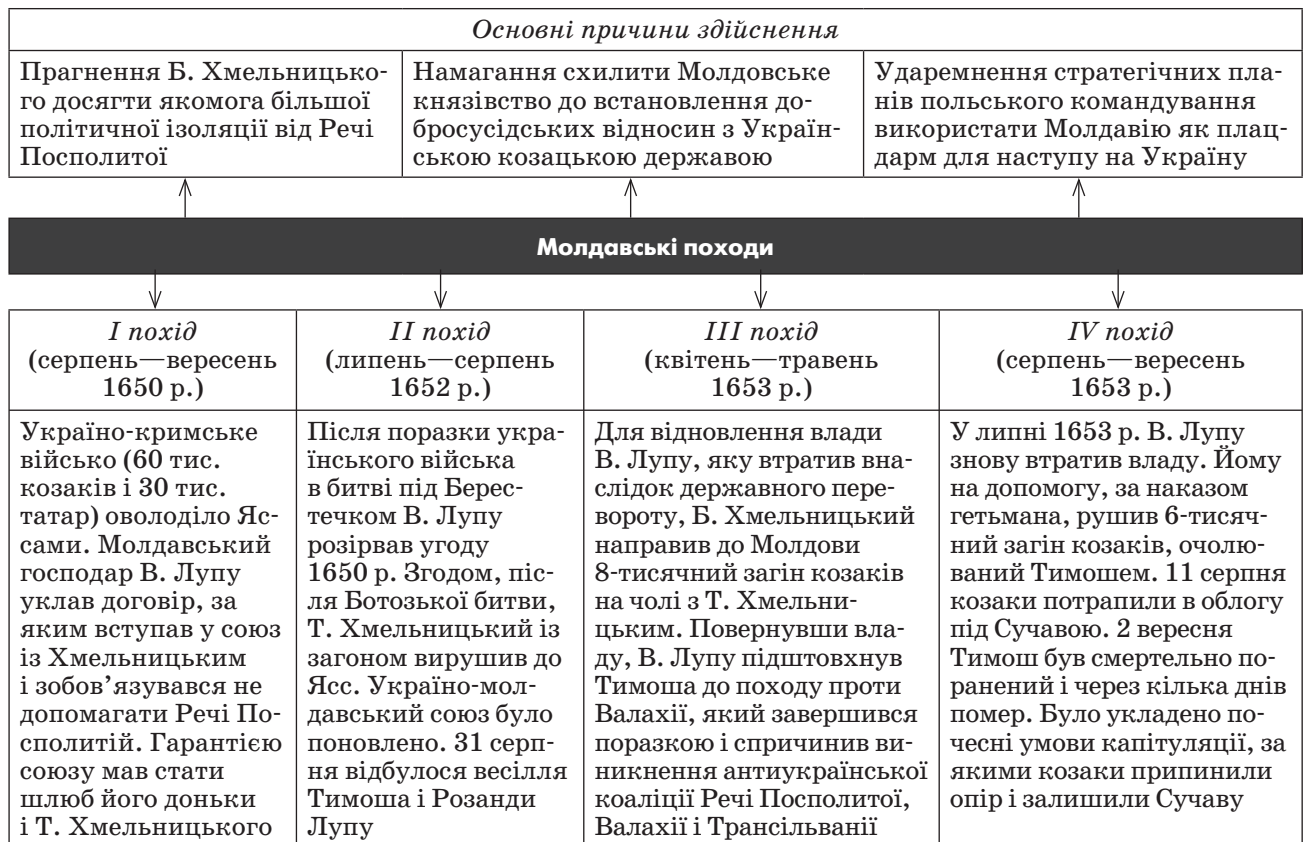 Основні причини здійснення
Прагнення Б. Хмельницько-
го досягти якомога більшої
політичної ізоляції від Речі
Посполитої
Намагання схилити Молдовське
князівство до встановлення до-
бросусідських відносин з Україн-
ською козацькою державою
Ударемнення стратегічних пла-
нів польського командування
використати Молдавію як плац-
дарм для наступу на Україну
Молдавські походи
I похід
(серпень—вересень
1650 р.)
Україно-кримське
військо (60 тис.
козаків і 30 тис.
татар) оволоділо Яс-
сами. Молдавський
господар В. Лупу
уклав договір, за
яким вступав у союз
із Хмельницьким
і зобов’язувався не
допомагати Речі По-
сполитій. Гарантією
союзу мав стати
шлюб його доньки
і Т. Хмельницького
II похід
(липень—серпень
1652 р.)
Після поразки укра-
їнського війська
в битві під Берес-
течком В. Лупу
розірвав угоду
1650 р. Згодом, піс-
ля Ботозької битви,
Т. Хмельницький із
загоном вирушив до
Ясс. Україно-мол-
давський союз було
поновлено. 31 серп-
ня відбулося весілля
Тимоша і Розанди
Лупу
III похід
(квітень—травень
1653 р.)
Для відновлення влади
В. Лупу, яку втратив вна-
слідок державного пере-
вороту, Б. Хмельницький
направив до Молдови
8-тисячний загін козаків
на чолі з Т. Хмельни-
цьким. Повернувши вла-
ду, В. Лупу підштовхнув
Тимоша до походу проти
Валахії, який завершився
поразкою і спричинив ви-
никнення антиукраїнської
коаліції Речі Посполитої,
Валахії і Трансільванії
IV похід
(серпень—вересень
1653 р.)
У липні 1653 р. В. Лупу
знову втратив владу. Йому
на допомогу, за наказом
гетьмана, рушив 6-тисяч-
ний загін козаків, очолю-
ваний Тимошем. 11 серпня
козаки потрапили в облогу
під Сучавою. 2 вересня
Тимош був смертельно по-
ранений і через кілька днів
помер. Було укладено по-
чесні умови капітуляції, за
якими козаки припинили
опір і залишили Сучаву